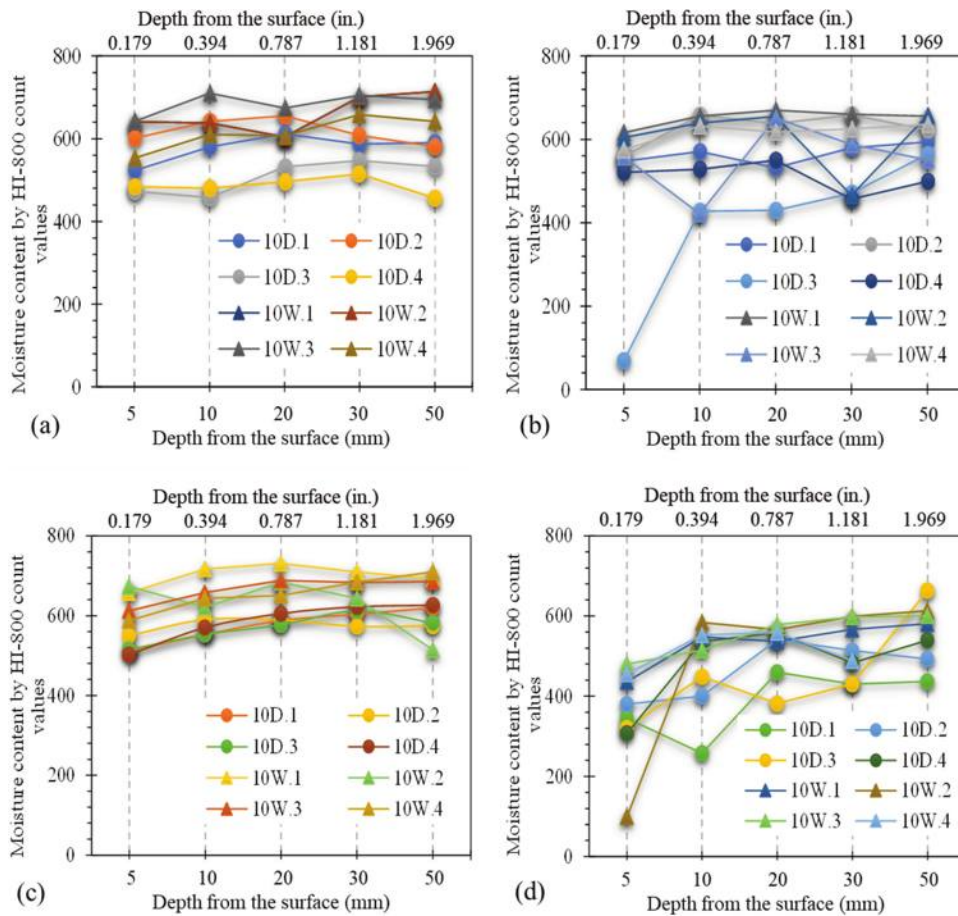 Depth from the surface (in.)
0.179 0.394 0.787 1.181 1.969
Moisture content by HI-800 count
values
800
600
400
200
0
10D.1 10D.2
10D.3 10D.4
10W.1 10W.2
10W.3 10W.4
5 10 20 30 50
Depth from the surface (mm)
(a)
Depth from the surface (in.)
0.179 0.394 0.787 1.181 1.969
Moisture content by HI-800 count
values
800
600
400
200
0
10D.1 10D.2
10D.3 10D.4
10W.1 10W.2
10W.3 10W.4
5 10 20 30 50
Depth from the surface (mm)
(b)
Depth from the surface (in.)
0.179 0.394 0.787 1.181 1.969
Moisture content by HI-800 count
values
800
600
400
200
0
10D.1 10D.2
10D.3 10D.4
10W.1 10W.2
10W.3 10W.4
5 10 20 30 50
Depth from the surface (mm)
(c)
Depth from the surface (in.)
0.179 0.394 0.787 1.181 1.969
Moisture content by HI-800 count
values
800
600
400
200
0
10D.1 10D.2
10D.3 10D.4
10W.1 10W.2
10W.3 10W.4
5 10 20 30 50
Depth from the surface (mm)
(d)